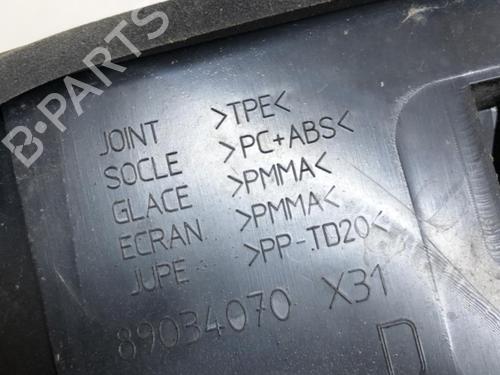 JOINT >TPE<
SOCLE >PC+ABS<
GLACE >PMMA<
ECRAN >PMMA<
JUPE >PP-TD20<
89034070 X31
D
B-PARTS